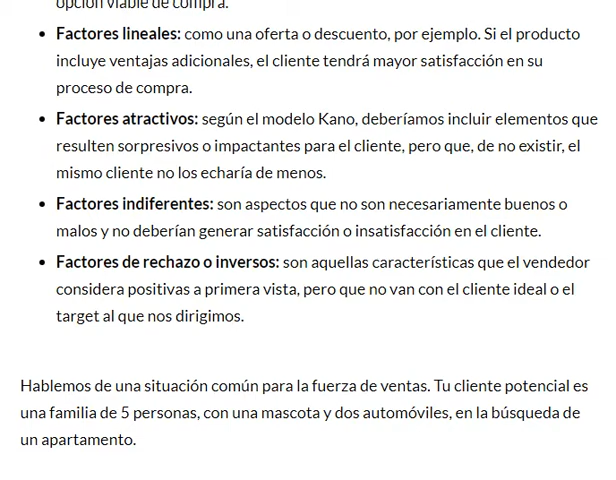 opción viable de compra.
• Factores lineales: como una oferta o descuento, por ejemplo. Si el producto
incluye ventajas adicionales, el cliente tendrá mayor satisfacción en su
proceso de compra.
• Factores atractivos: según el modelo Kano, deberíamos incluir elementos que
resulten sorpresivos o impactantes para el cliente, pero que, de no existir, el
mismo cliente no los echaría de menos.
• Factores indiferentes: son aspectos que no son necesariamente buenos o
malos y no deberían generar satisfacción o insatisfacción en el cliente.
• Factores de rechazo o inversos: son aquellas características que el vendedor
considera positivas a primera vista, pero que no van con el cliente ideal o el
target al que nos dirigimos.
Hablemos de una situación común para la fuerza de ventas. Tu cliente potencial es
una familia de 5 personas, con una mascota y dos automóviles, en la búsqueda de
un apartamento.